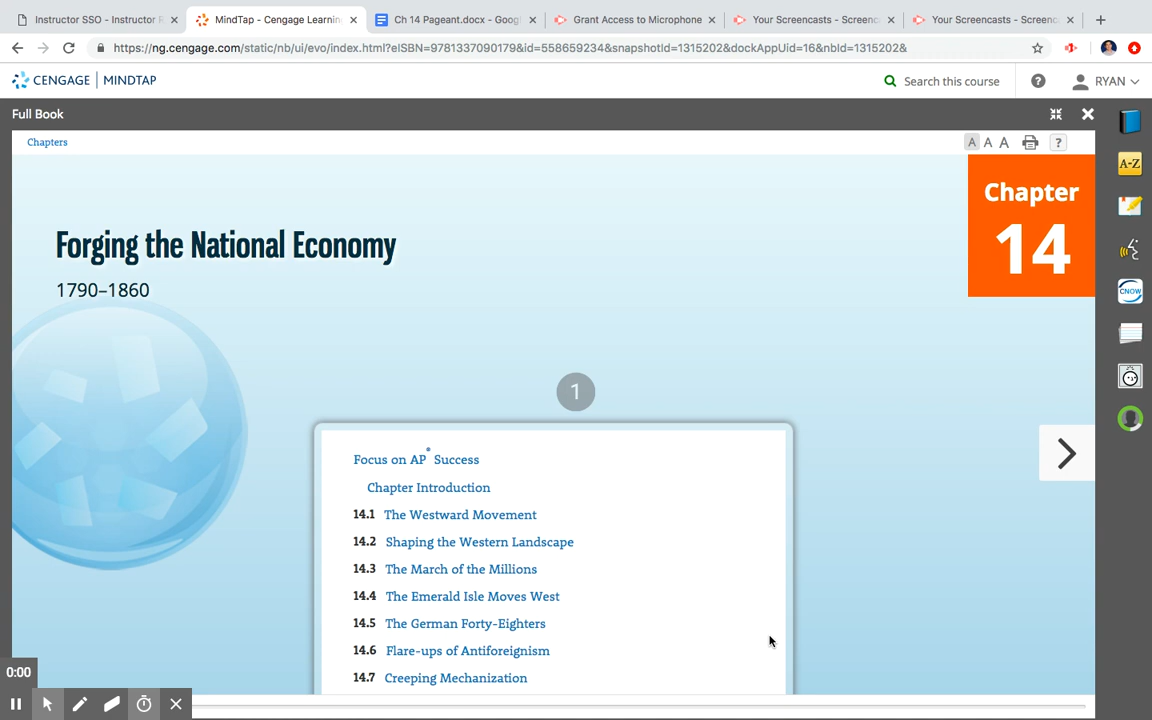 Instructor SSO - Instructor R
MindTap - Cengage Learnin
Ch 14 Pageant.docx - Goog
Grant Access to Microphone
Your Screencasts - Screenc
Your Screencasts - Screenc
https://ng.cengage.com/static/nb/ui/evo/index.html?eISBN=9781337090179&id=558659234&snapshotId=1315202&dockAppUid=16&nbId=1315202&
CENGAGE | MINDTAP
Search this course
?
RYAN
Full Book
Chapters
A A A
?
A-Z
CNOW
Chapter
14
Forging the National Economy
1790–1860
1
Focus on AP® Success
Chapter Introduction
14.1 The Westward Movement
14.2 Shaping the Western Landscape
14.3 The March of the Millions
14.4 The Emerald Isle Moves West
14.5 The German Forty-Eighters
14.6 Flare-ups of Antiforeignism
14.7 Creeping Mechanization
0:00